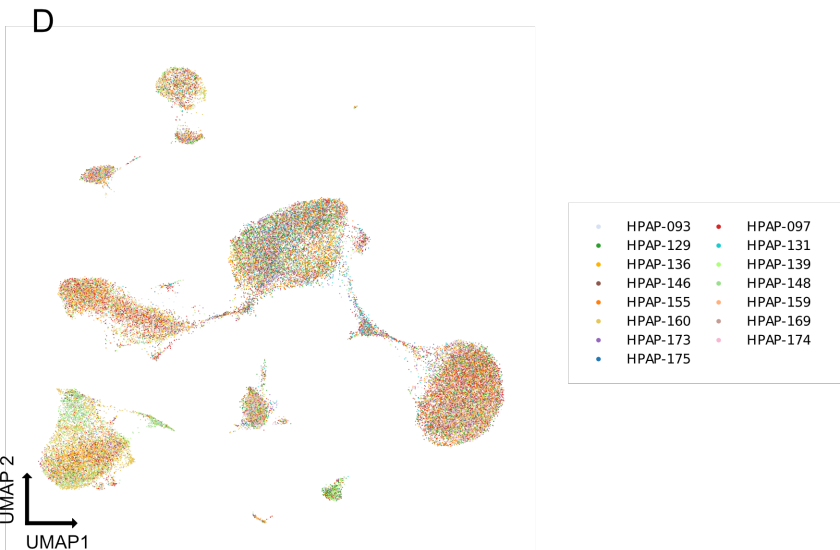 D
HPAP-093 HPAP-097
HPAP-129 HPAP-131
HPAP-136 HPAP-139
HPAP-146 HPAP-148
HPAP-155 HPAP-159
HPAP-160 HPAP-169
HPAP-173 HPAP-174
HPAP-175
UMAP 2
UMAP1